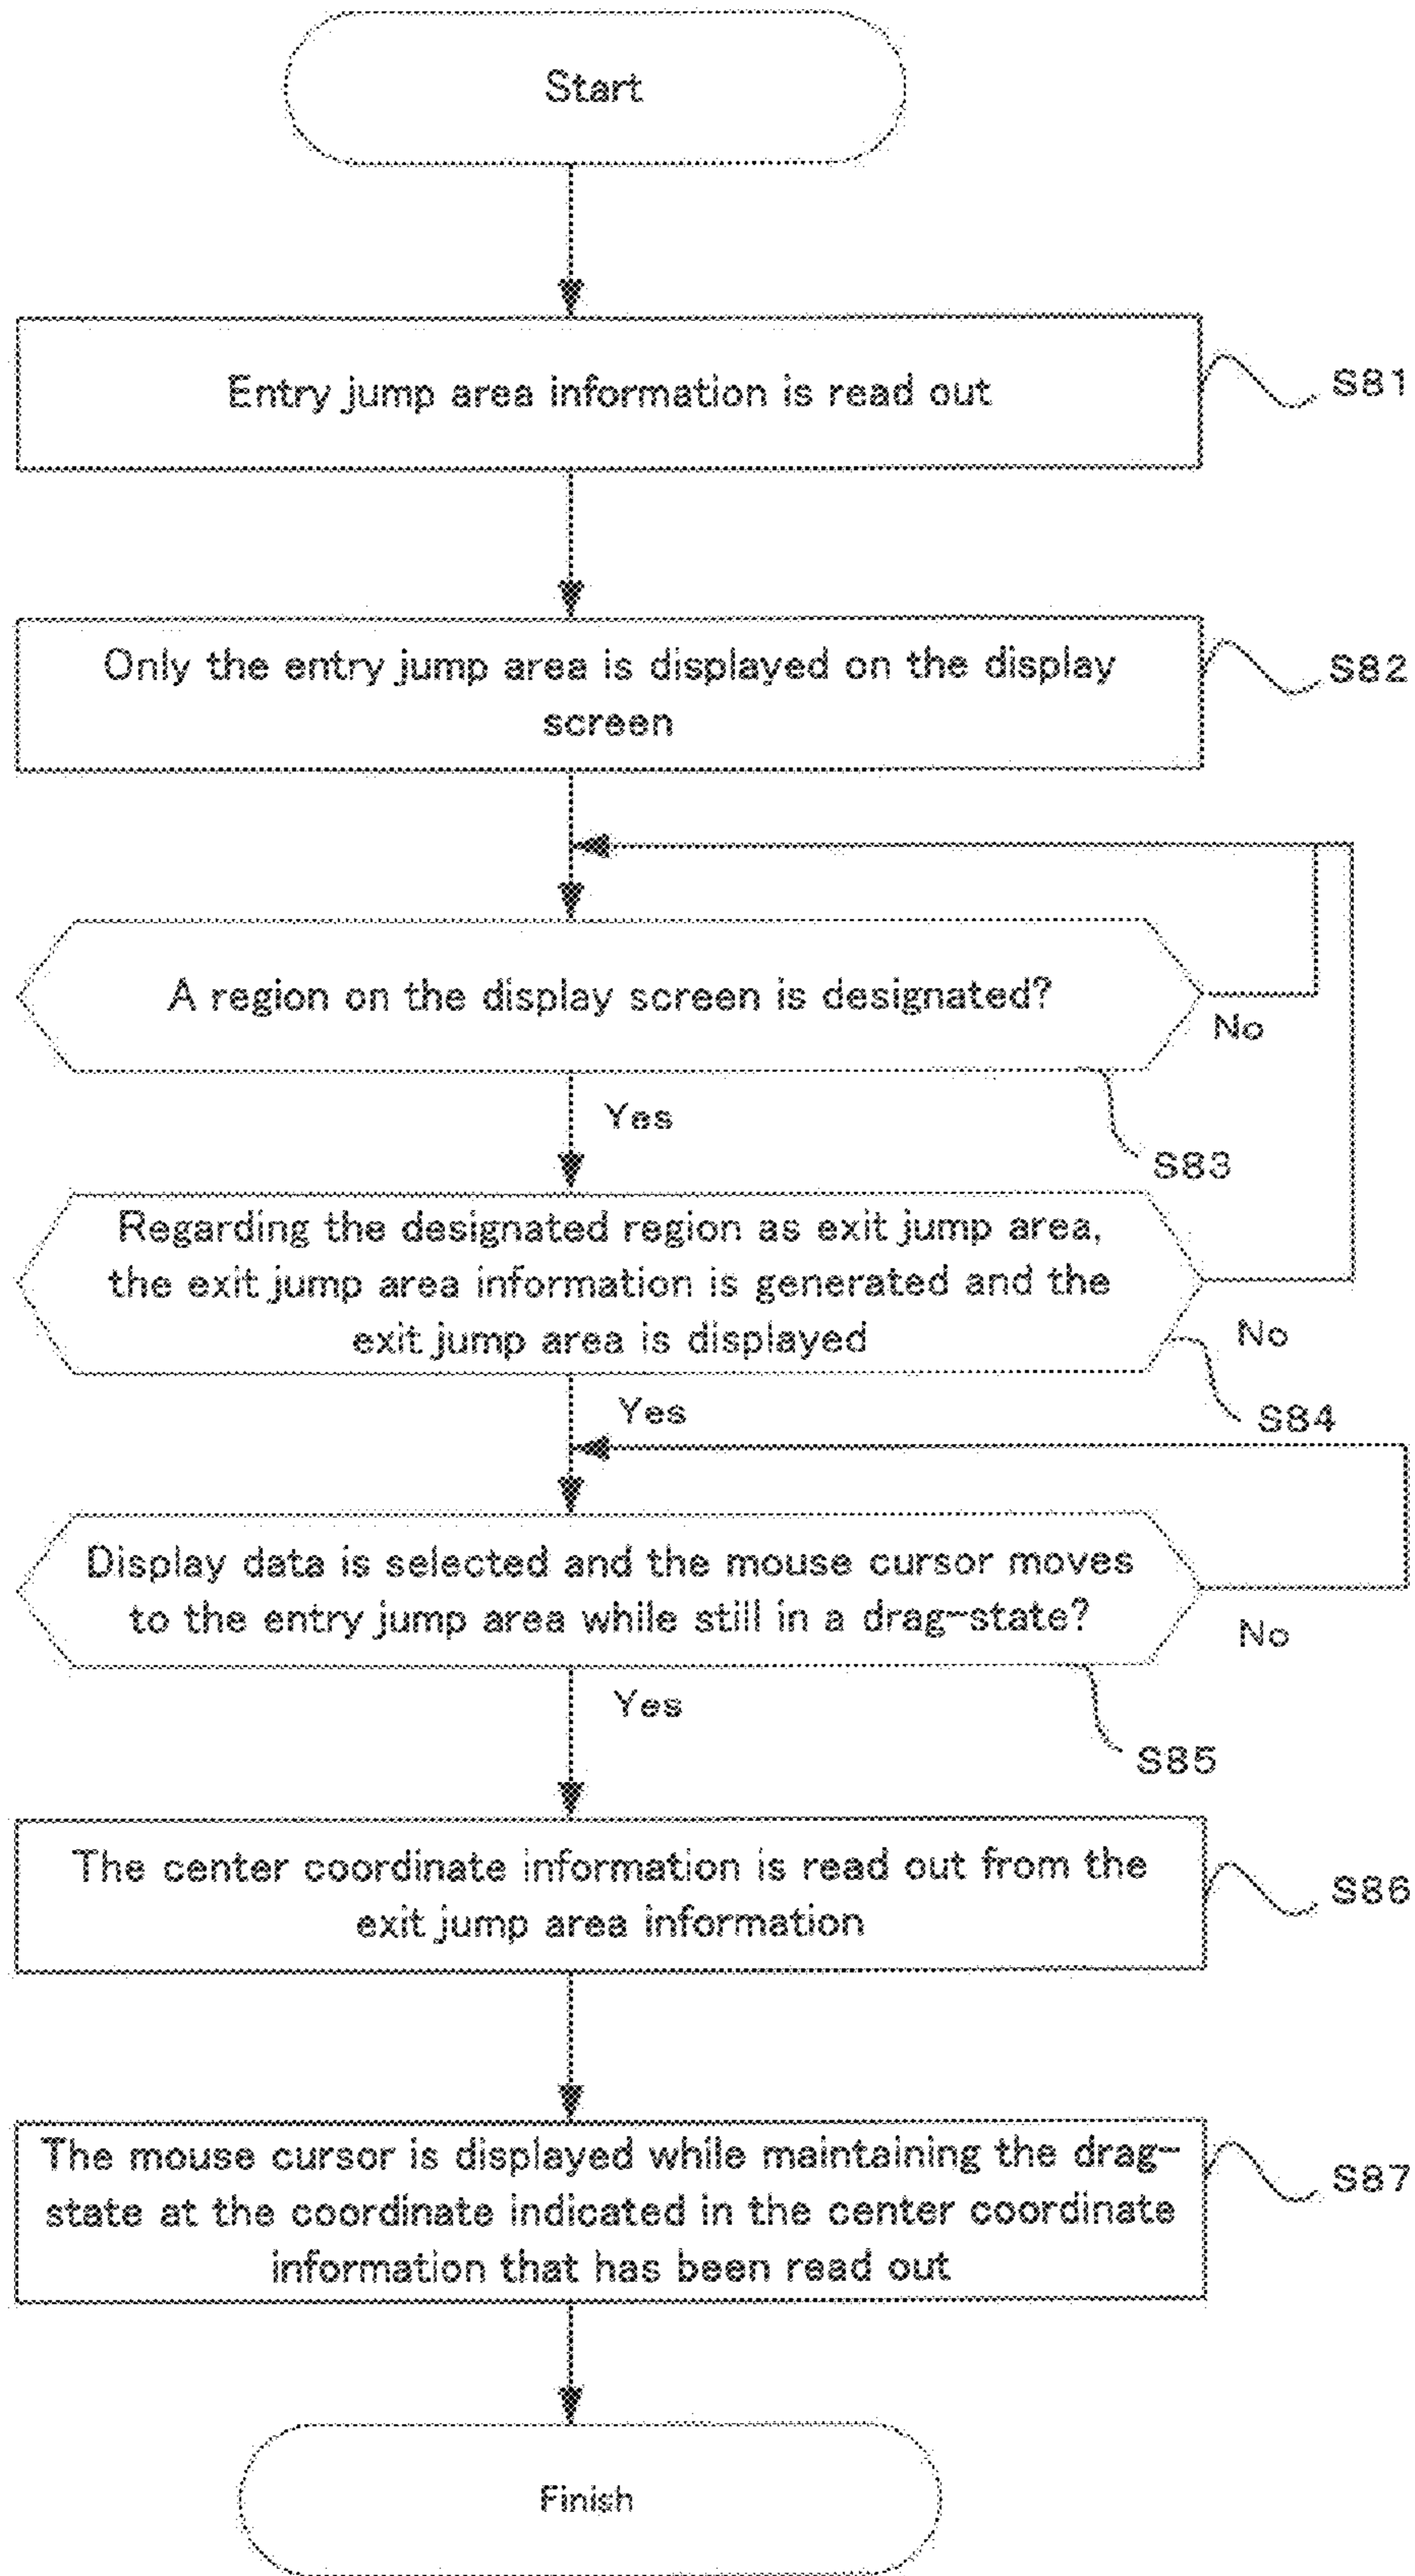 Start
Entry jump area information is read out
S81
Only the entry jump area is displayed on the display
screen
S82
A region on the display screen is designated?
No
Yes
S83
Regarding the designated region as exit jump area,
the exit jump area information is generated and the
exit jump area is displayed
No
Yes
S84
Display data is selected and the mouse cursor moves
to the entry jump area while still in a drag-state?
No
Yes
S85
The center coordinate information is read out from the
exit jump area information
S86
The mouse cursor is displayed while maintaining the drag-
state at the coordinate indicated in the center coordinate
information that has been read out
S87
Finish